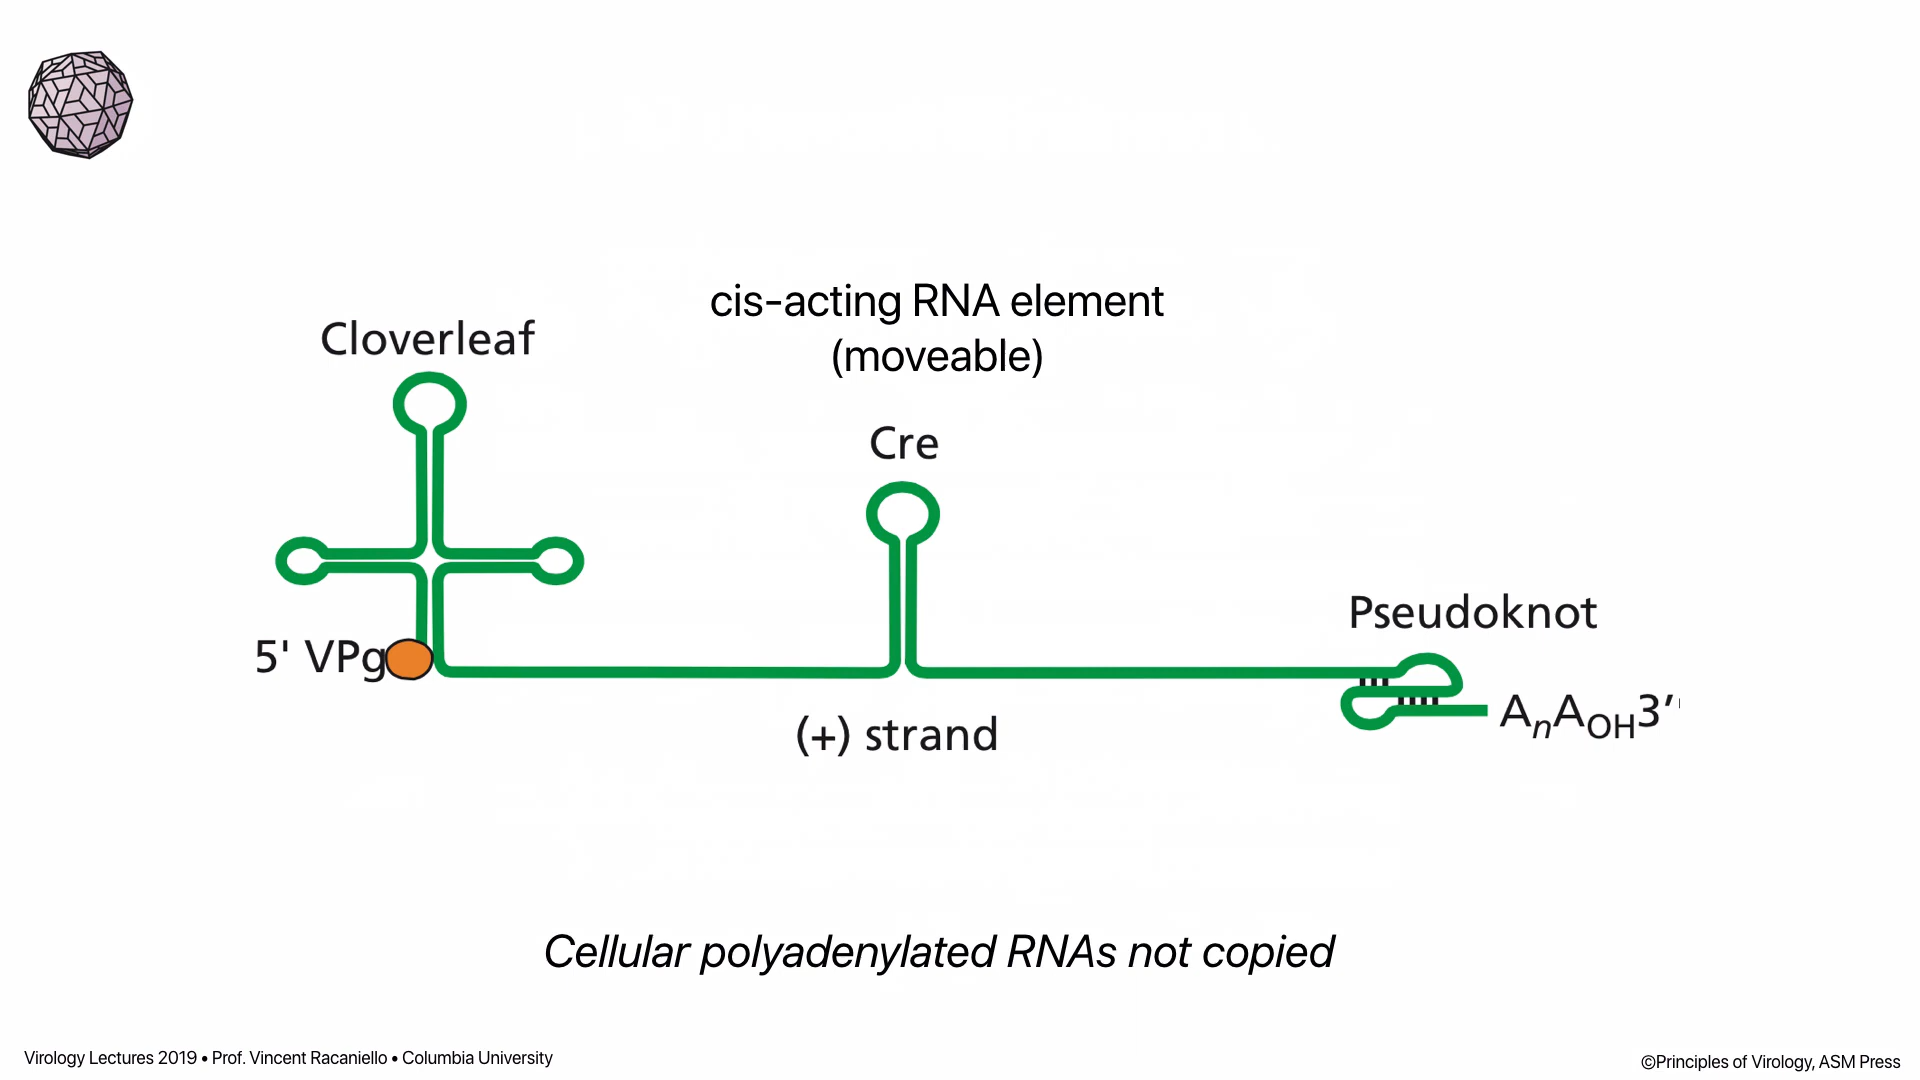 cis-acting RNA element
(moveable)
Cloverleaf
Cre
Pseudoknot
5' VPg
AnAOH3′
(+) strand
Cellular polyadenylated RNAs not copied
Virology Lectures 2019 • Prof. Vincent Racaniello • Columbia University
©Principles of Virology, ASM Press